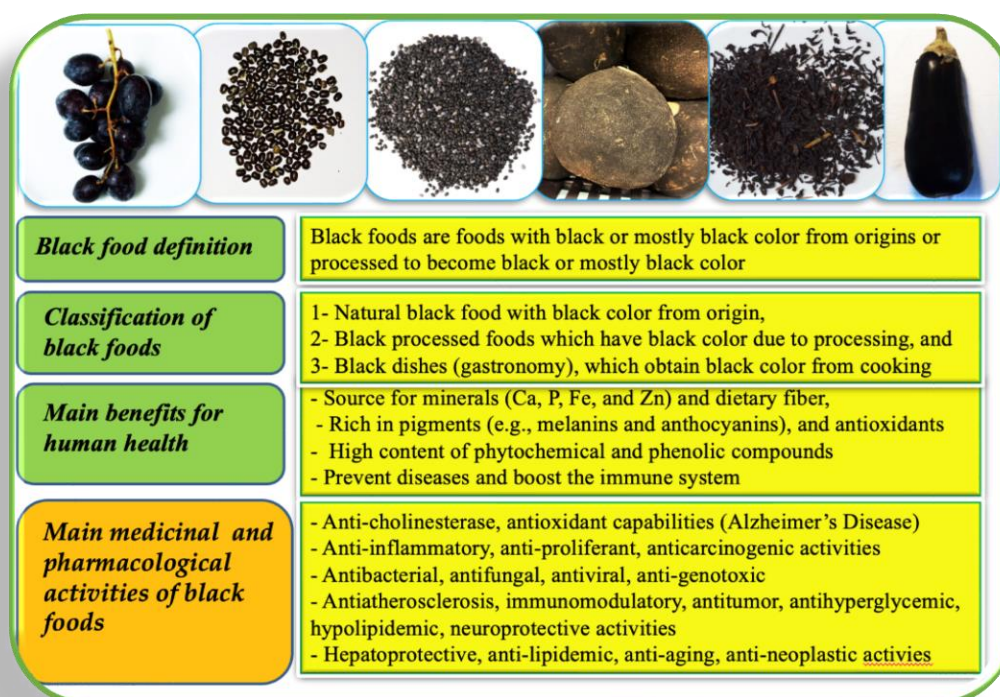 Black food definition
Black foods are foods with black or mostly black color from origins or
processed to become black or mostly black color
Classification of
black foods
1- Natural black food with black color from origin,
2- Black processed foods which have black color due to processing, and
3- Black dishes (gastronomy), which obtain black color from cooking
Main benefits for
human health
- Source for minerals (Ca, P, Fe, and Zn) and dietary fiber,
- Rich in pigments (e.g., melanins and anthocyanins), and antioxidants
- High content of phytochemical and phenolic compounds
- Prevent diseases and boost the immune system
Main medicinal and
pharmacological
activities of black
foods
- Anti-cholinesterase, antioxidant capabilities (Alzheimer's Disease)
- Anti-inflammatory, anti-proliferant, anticarcinogenic activities
- Antibacterial, antifungal, antiviral, anti-genotoxic
- Antiatherosclerosis, immunomodulatory, antitumor, antihyperglycemic,
hypolipidemic, neuroprotective activities
- Hepatoprotective, anti-lipidemic, anti-aging, anti-neoplastic activies